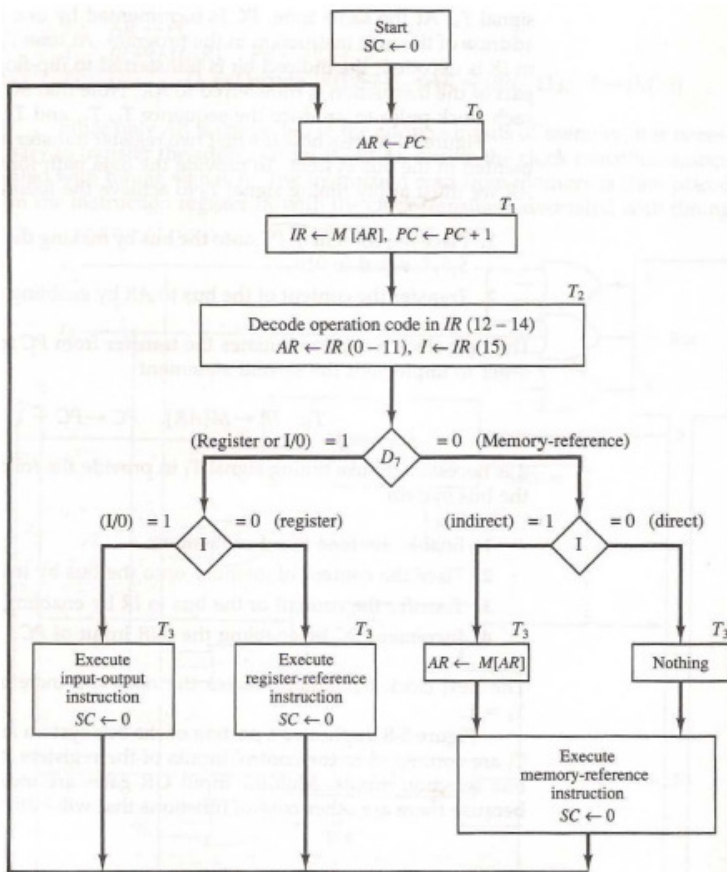 Start
SC ← 0
T₀
AR ← PC
T₁
IR ← M [AR], PC ← PC + 1
T₂
Decode operation code in IR (12 – 14)
AR ← IR (0 – 11), I ← IR (15)
(Register or I/0) = 1
= 0 (Memory-reference)
D₇
(I/0) = 1
= 0 (register)
(indirect) = 1
= 0 (direct)
I
I
T₃
T₃
T₃
T₃
Execute
input-output
instruction
SC ← 0
Execute
register-reference
instruction
SC ← 0
AR ← M[AR]
Nothing
Execute
memory-reference
instruction
SC ← 0